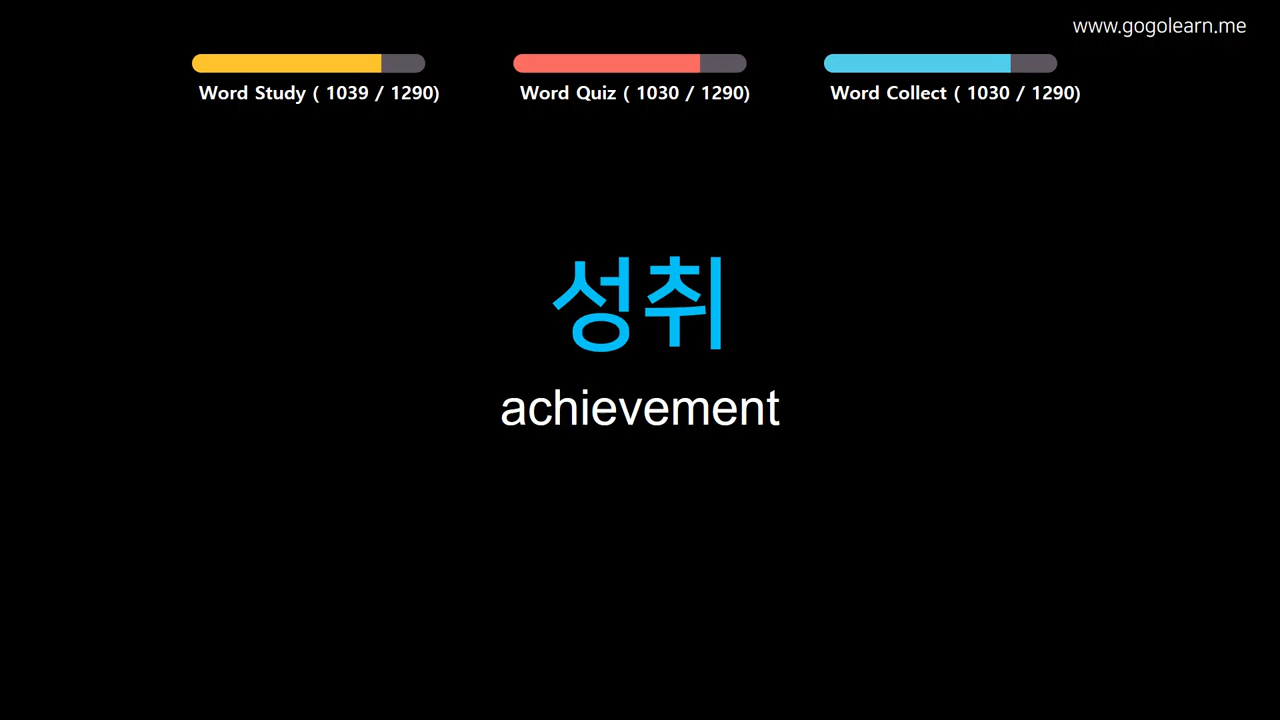 www.gogolearn.me
Word Study ( 1039 / 1290)
Word Quiz ( 1030 / 1290)
Word Collect ( 1030 / 1290)
성취
achievement